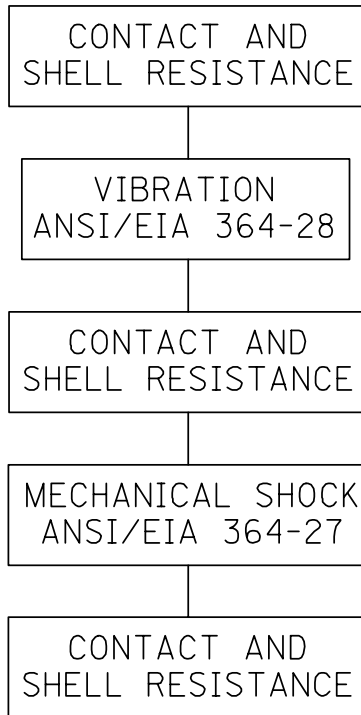 CONTACT AND
SHELL RESISTANCE
VIBRATION
ANSI/EIA 364-28
CONTACT AND
SHELL RESISTANCE
MECHANICAL SHOCK
ANSI/EIA 364-27
CONTACT AND
SHELL RESISTANCE